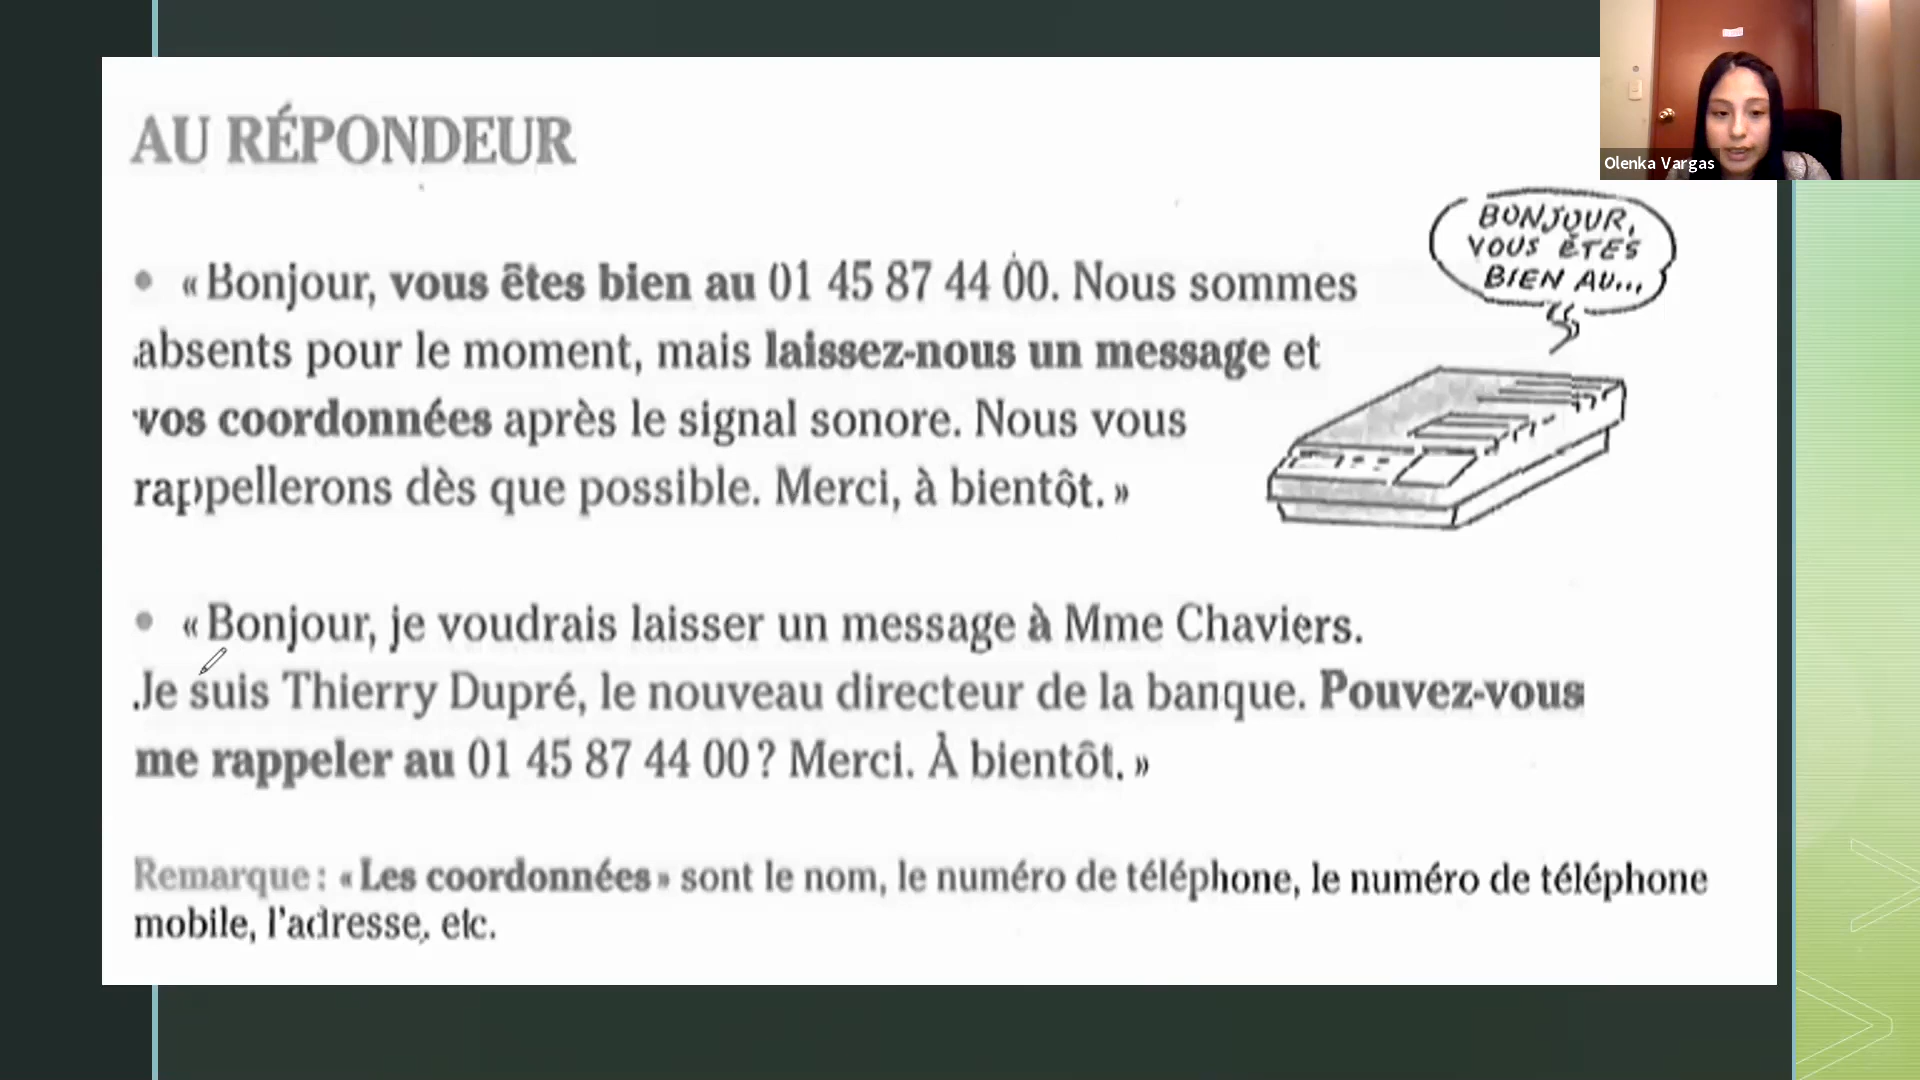 AU RÉPONDEUR
• « Bonjour, vous êtes bien au 01 45 87 44 00. Nous sommes
absents pour le moment, mais laissez-nous un message et
vos coordonnées après le signal sonore. Nous vous
rappellerons dès que possible. Merci, à bientôt. »
BONJOUR,
VOUS ÊTES
BIEN AU...
• « Bonjour, je voudrais laisser un message à Mme Chaviers.
Je suis Thierry Dupré, le nouveau directeur de la banque. Pouvez-vous
me rappeler au 01 45 87 44 00 ? Merci. À bientôt. »
Remarque : « Les coordonnées » sont le nom, le numéro de téléphone, le numéro de téléphone
mobile, l'adresse, etc.
Olenka Vargas